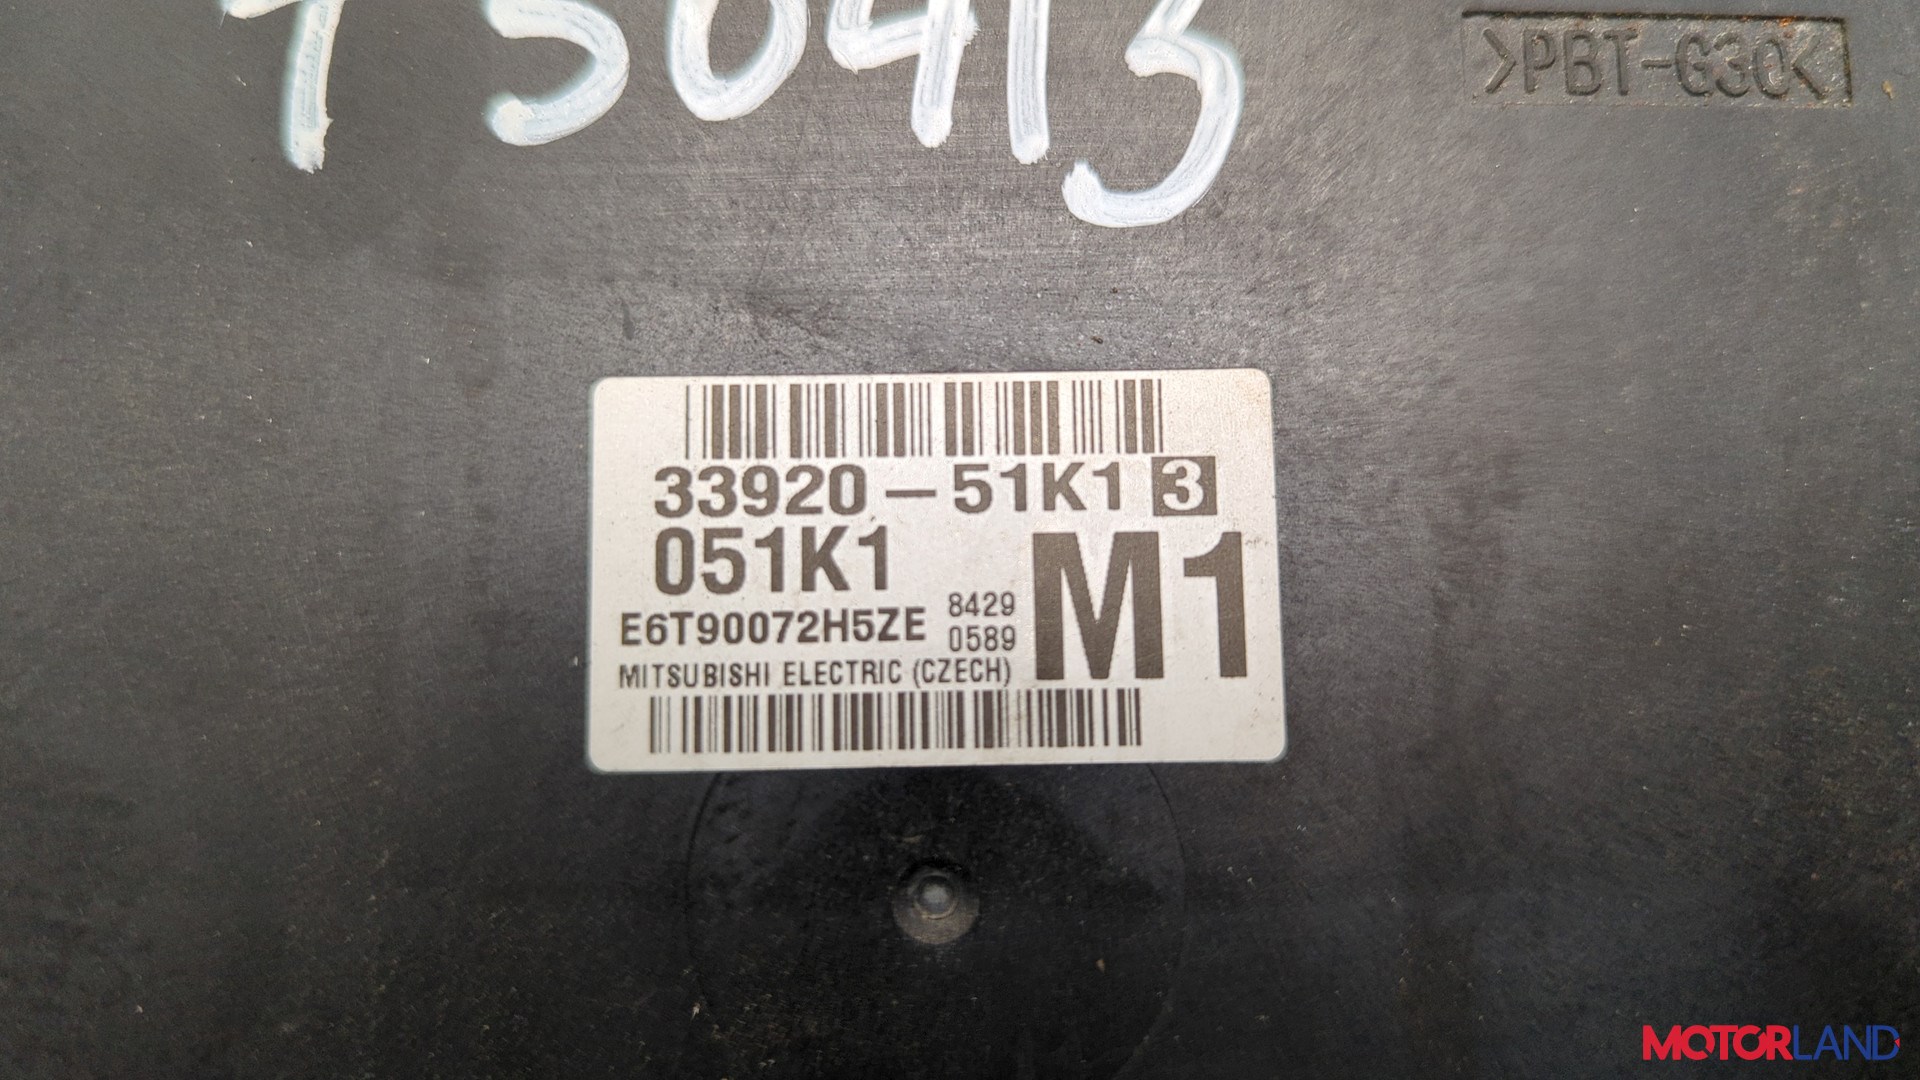 >PBT-G30<
33920-51K1 3
051K1
M1
E6T90072H5ZE
8429
0589
MITSUBISHI ELECTRIC (CZECH)
MOTORLAND